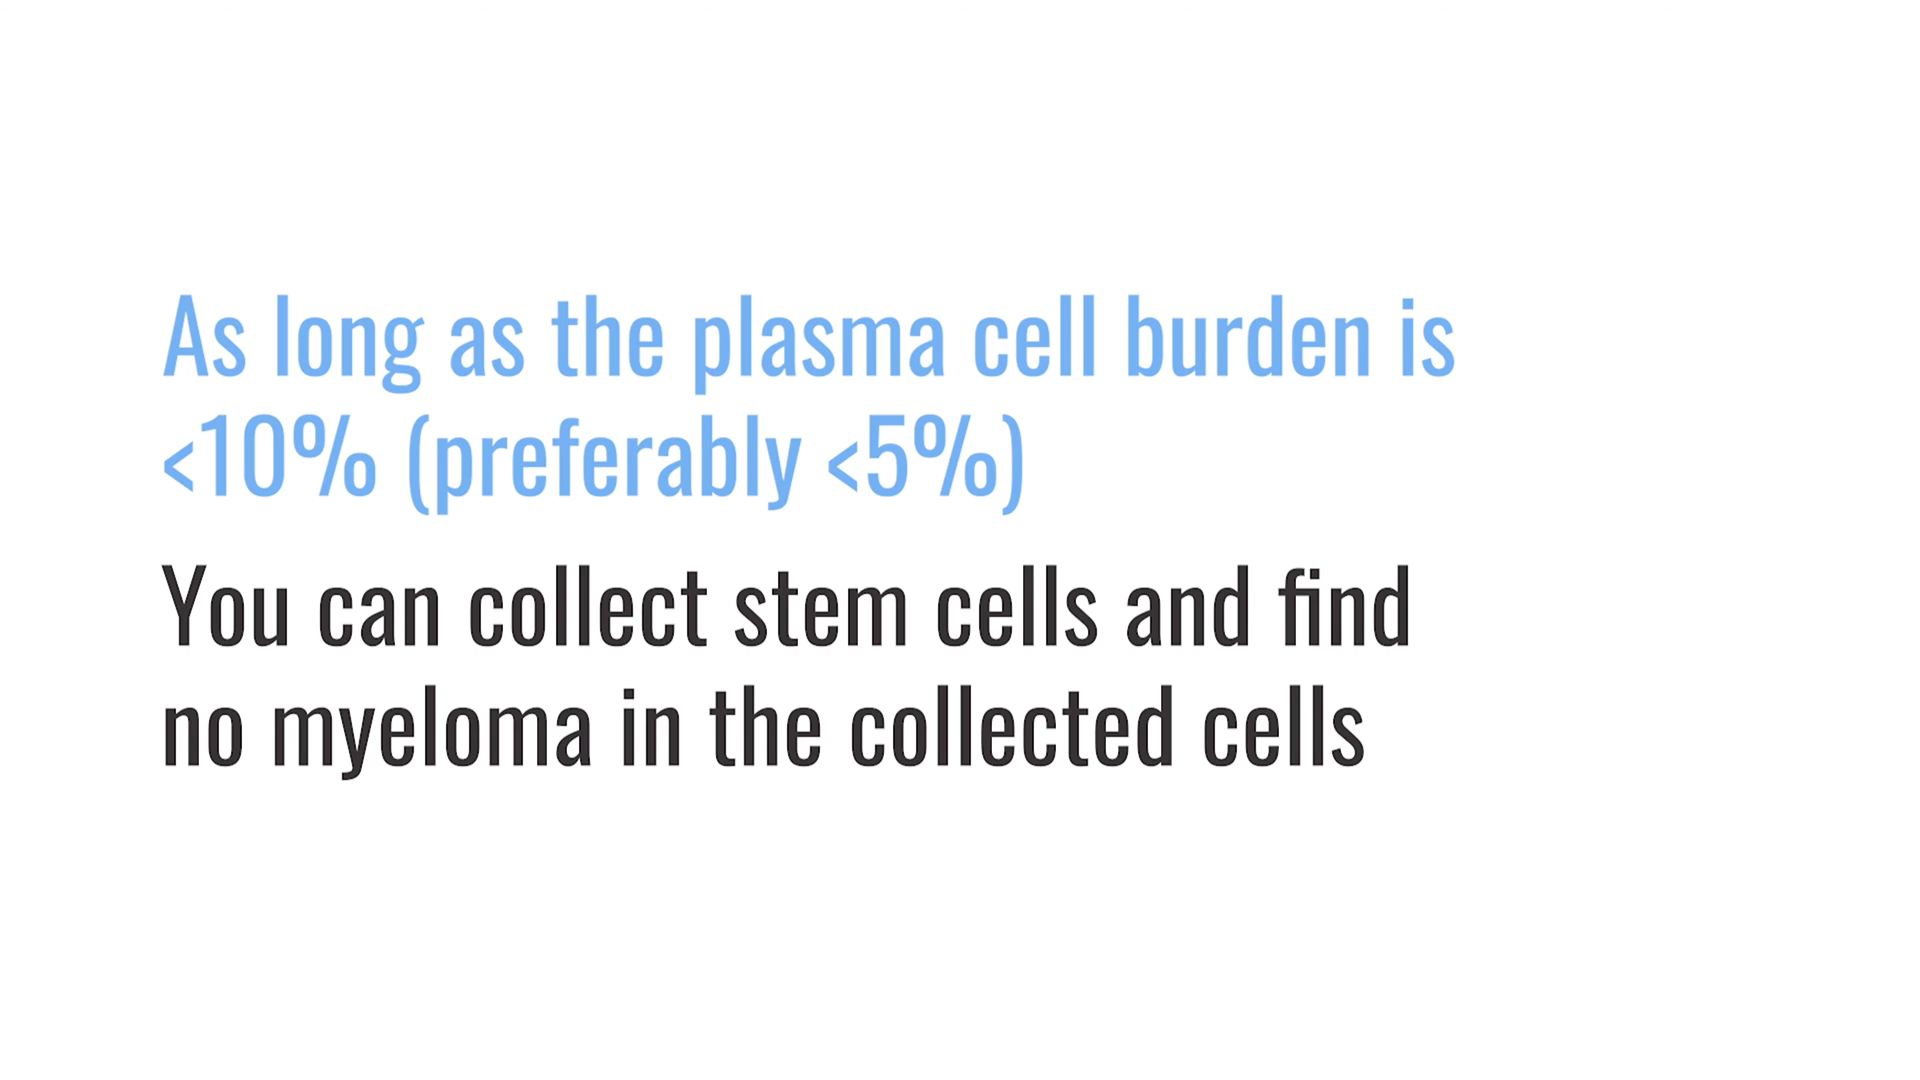 As long as the plasma cell burden is
<10% (preferably <5%)
You can collect stem cells and find
no myeloma in the collected cells